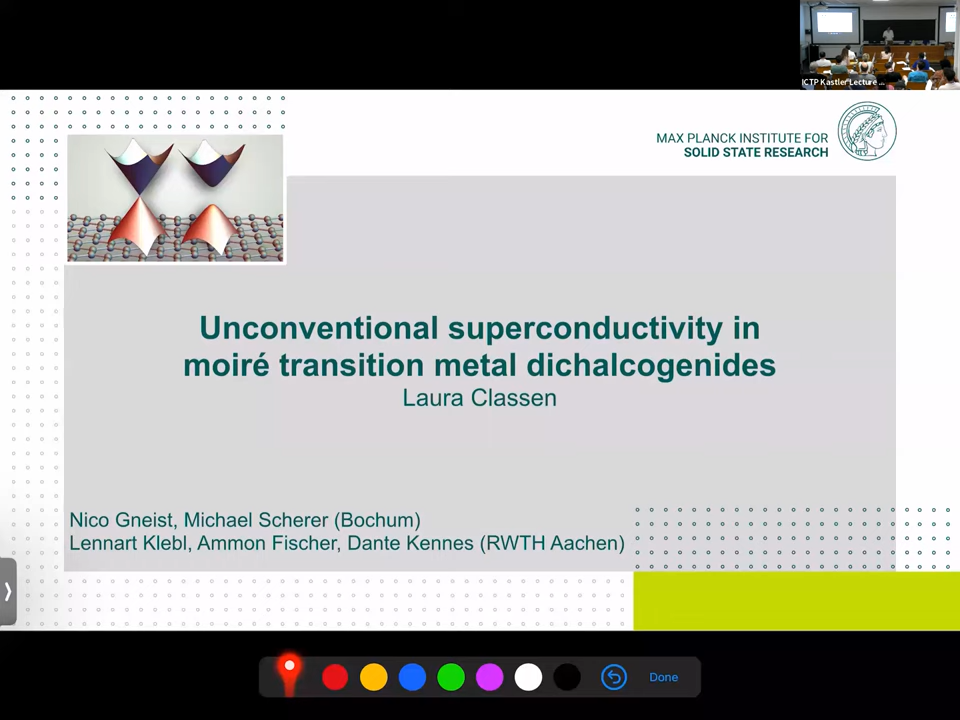 ICTP Kastler Lecture ...
MAX PLANCK INSTITUTE FOR
SOLID STATE RESEARCH
Unconventional superconductivity in
moiré transition metal dichalcogenides
Laura Classen
Nico Gneist, Michael Scherer (Bochum)
Lennart Klebl, Ammon Fischer, Dante Kennes (RWTH Aachen)
Done